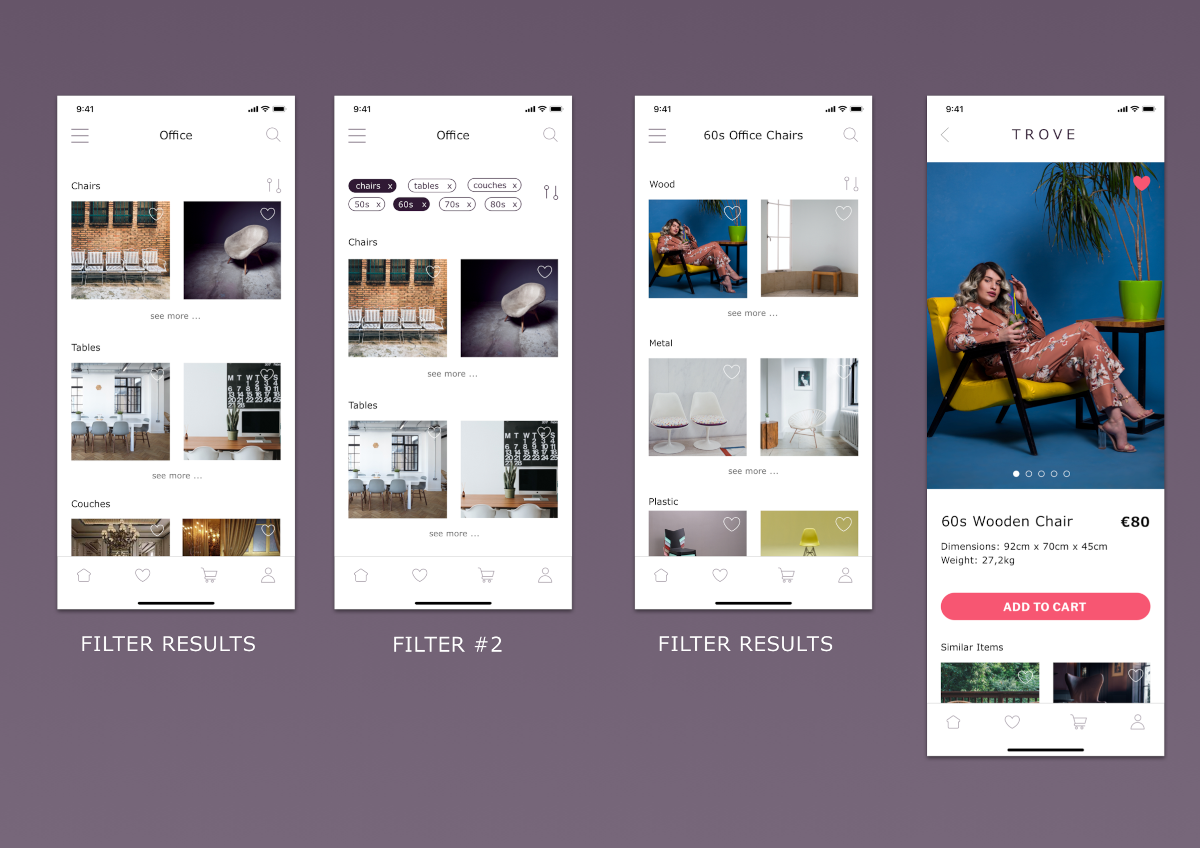 9:41
Office
Chairs
see more ...
Tables
M T W T F S
see more ...
Couches
FILTER RESULTS
9:41
Office
chairs x
tables x
couches x
50s x
60s x
70s x
80s x
Chairs
see more ...
Tables
M T W T F S
see more ...
FILTER #2
9:41
60s Office Chairs
Wood
see more ...
Metal
see more ...
Plastic
FILTER RESULTS
9:41
TROVE
60s Wooden Chair
€80
Dimensions: 92cm x 70cm x 45cm
Weight: 27,2kg
ADD TO CART
Similar Items